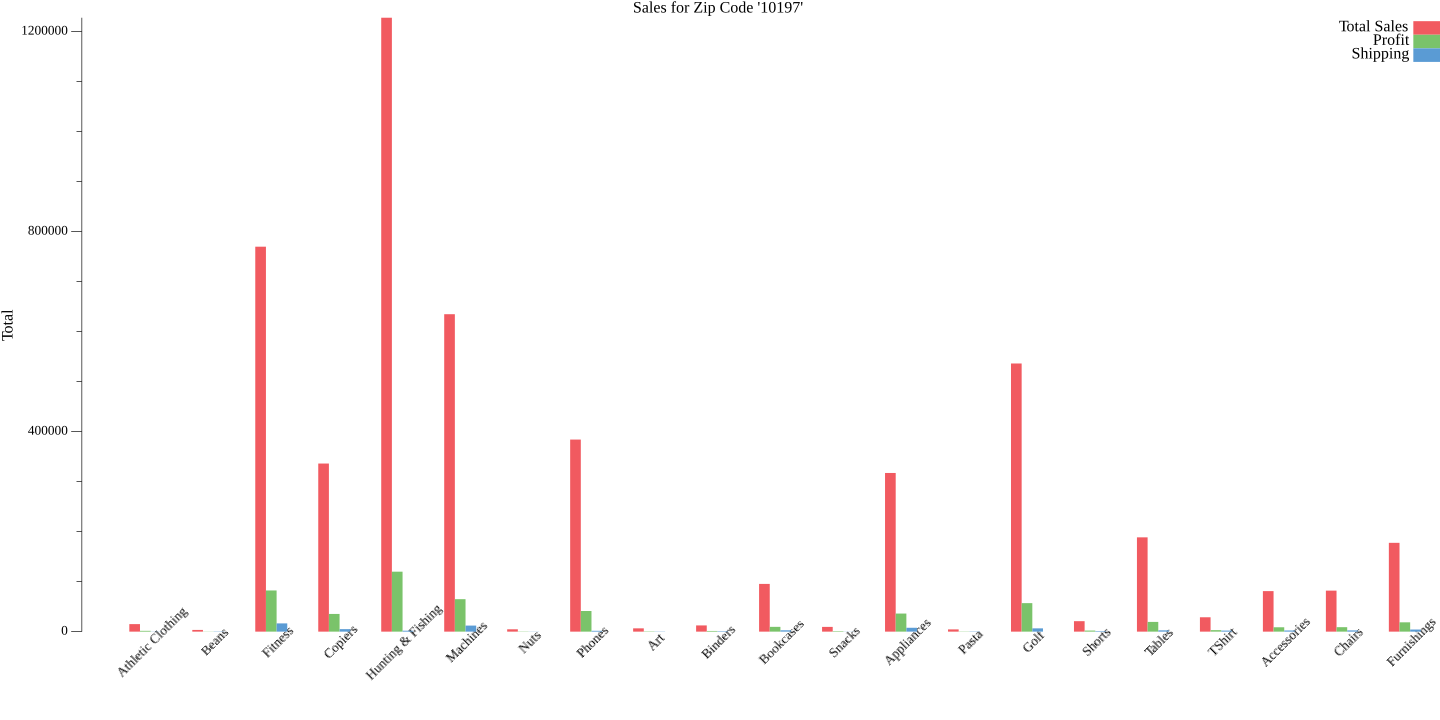 Sales for Zip Code '10197'
Total Sales
Profit
Shipping
1200000
800000
400000
0
Total
Athletic Clothing
Beans
Fitness
Copiers
Hunting & Fishing
Machines
Nuts
Phones
Art
Binders
Bookcases
Snacks
Appliances
Pasta
Golf
Shorts
Tables
TShirt
Accessories
Chairs
Furnishings